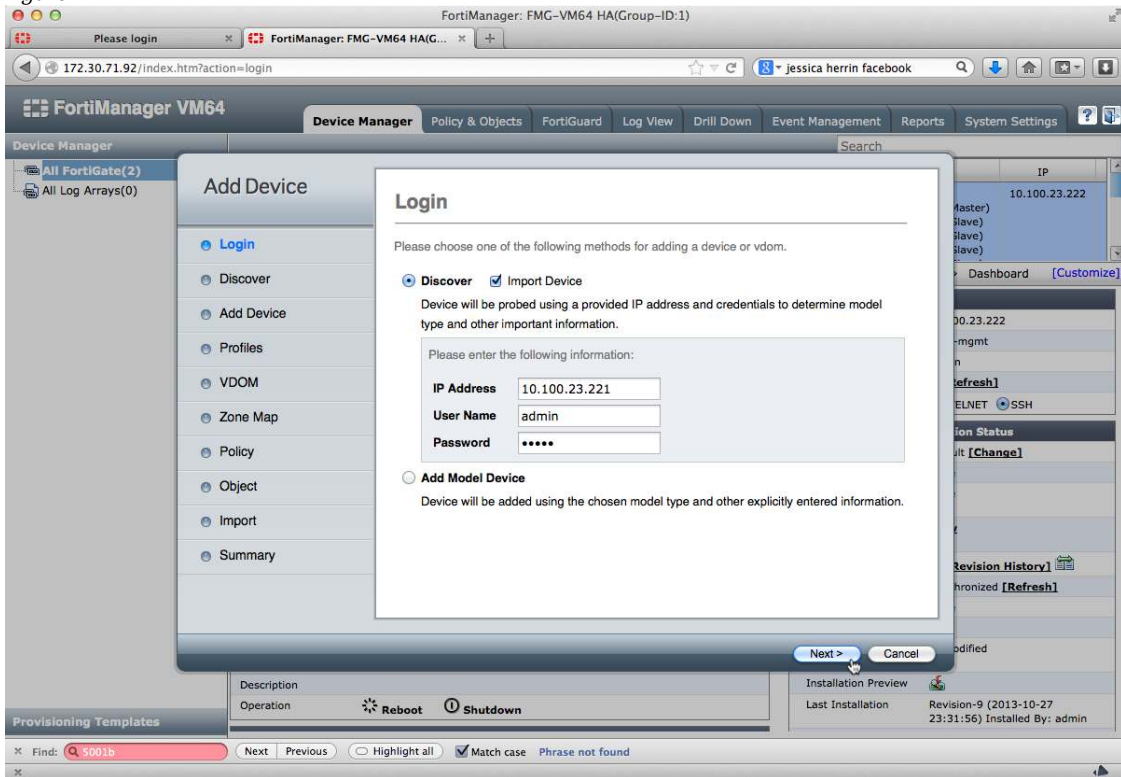 FortiManager: FMG-VM64 HA(Group-ID:1)
Please login
FortiManager: FMG-VM64 HA(G...
172.30.71.92/index.htm?action=login
jessica herrin facebook
FortiManager VM64
Device Manager Policy & Objects FortiGuard Log View Drill Down Event Management Reports System Settings
Device Manager
Search
All FortiGate(2)
All Log Arrays(0)
IP
10.100.23.222
Master)
Slave)
Slave)
Slave)
Dashboard [Customize]
Add Device
Login
Discover
Add Device
Profiles
VDOM
Zone Map
Policy
Object
Import
Summary
Login
Please choose one of the following methods for adding a device or vdom.
Discover Import Device
Device will be probed using a provided IP address and credentials to determine model
type and other important information.
Please enter the following information:
IP Address 10.100.23.221
User Name admin
Password •••••
Add Model Device
Device will be added using the chosen model type and other explicitly entered information.
Next > Cancel
00.23.222
-mgmt
n
efresh]
ELNET SSH
ion Status
ult [Change]
Revision History]
hronized [Refresh]
odified
Description
Operation Reboot Shutdown
Installation Preview
Last Installation Revision-9 (2013-10-27
23:31:56) Installed By: admin
Provisioning Templates
× Find: 5001b Next Previous Highlight all Match case Phrase not found